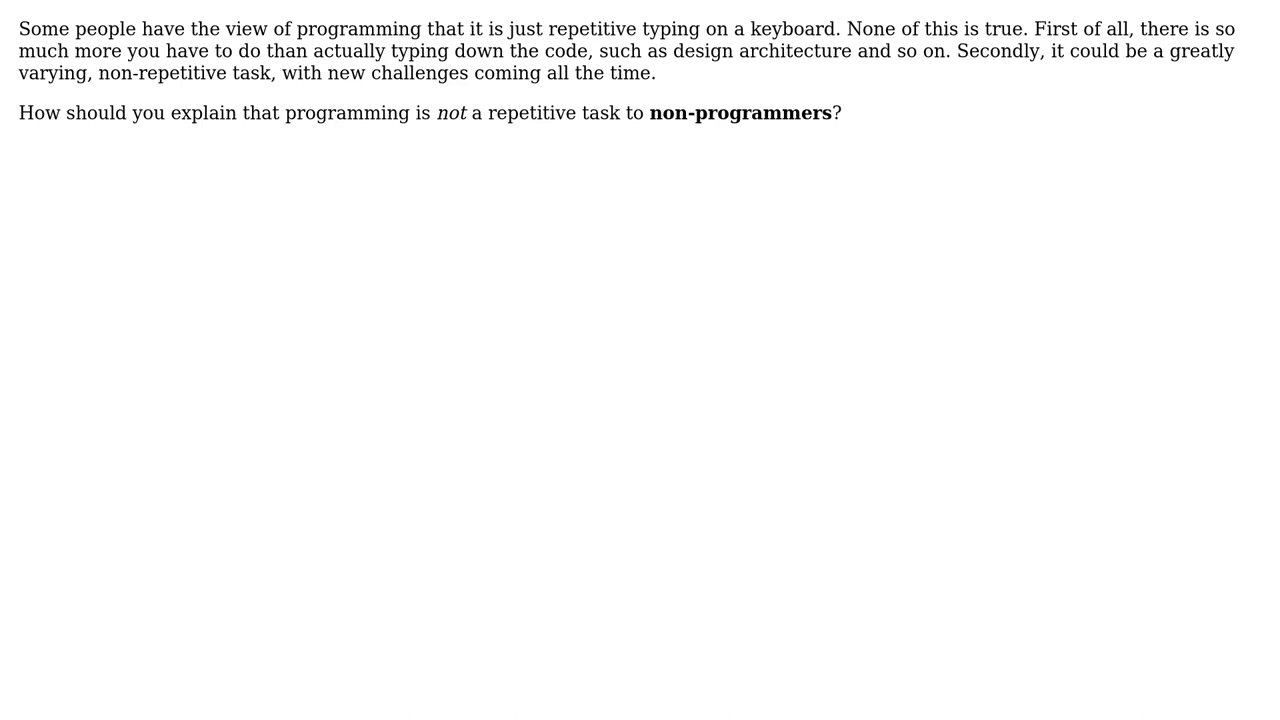 Some people have the view of programming that it is just repetitive typing on a keyboard. None of this is true. First of all, there is so
much more you have to do than actually typing down the code, such as design architecture and so on. Secondly, it could be a greatly
varying, non-repetitive task, with new challenges coming all the time.
How should you explain that programming is not a repetitive task to non-programmers?